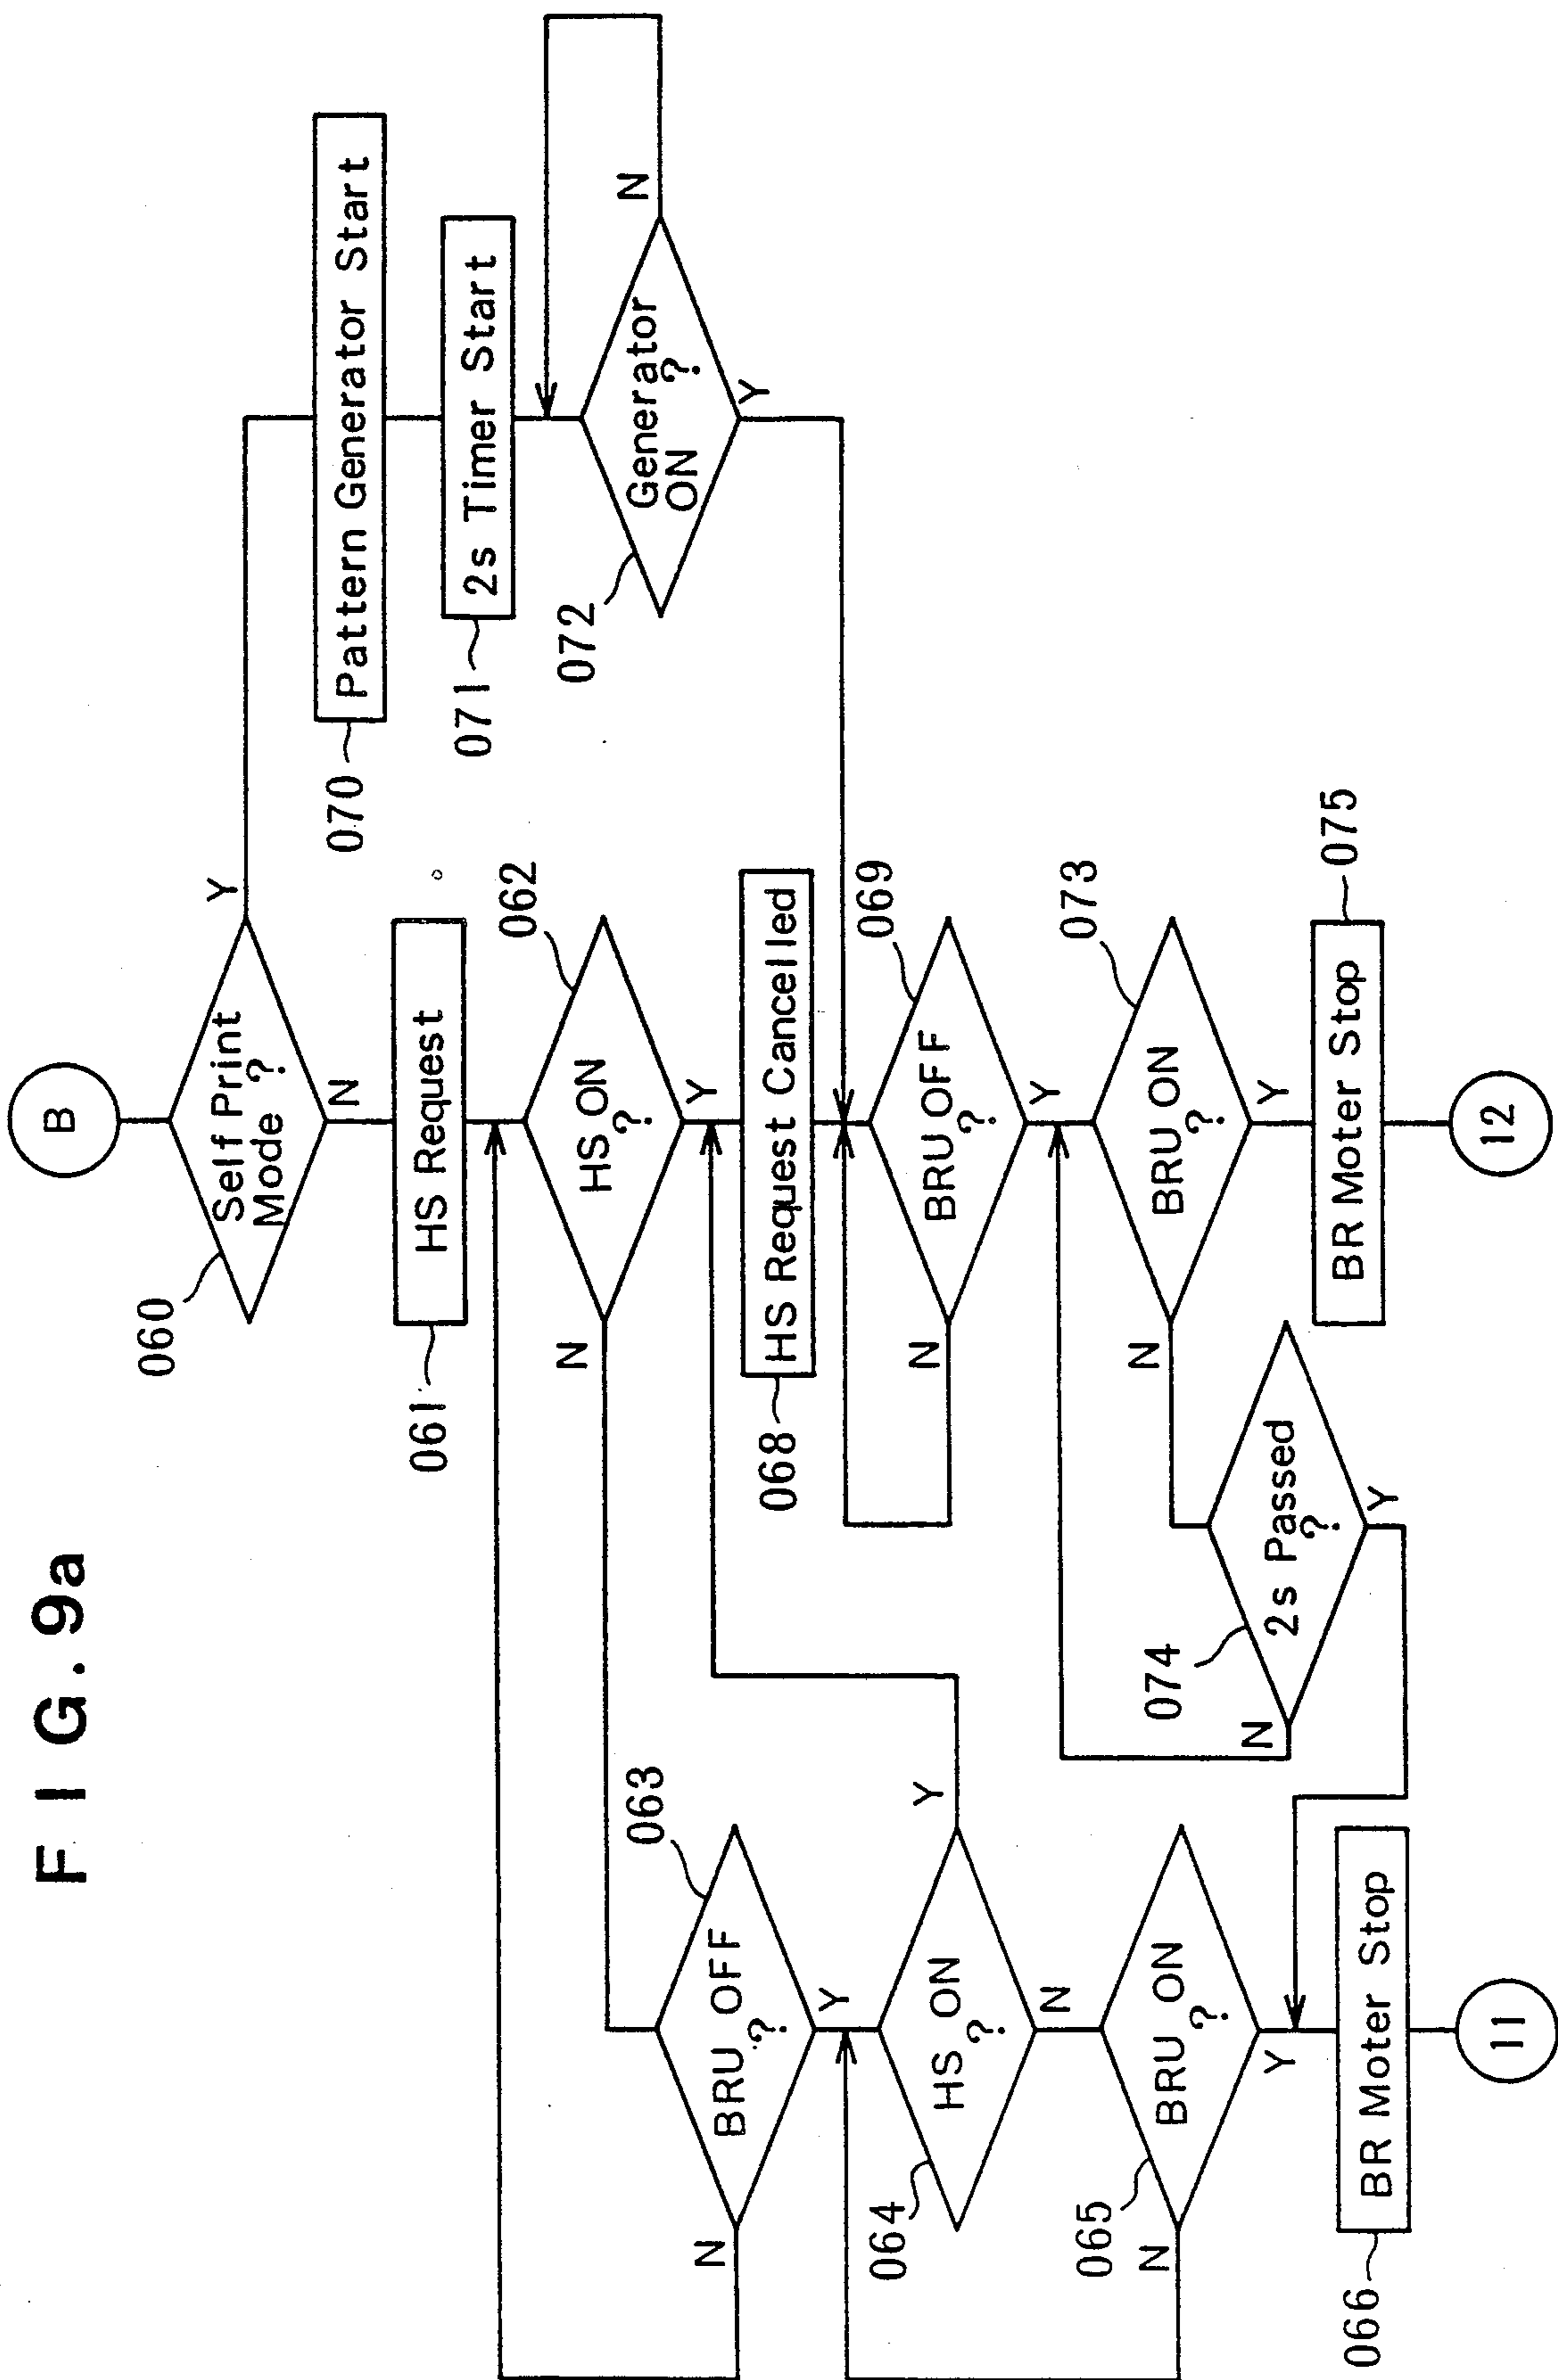 FIG.9a
B
060
Self Print
Mode ?
Y
N
061
HS Request
070
Pattern Generator Start
071
2s Timer Start
072
Generator
ON ?
N
Y
062
HS ON
?
N
Y
063
BRU OFF
?
N
Y
064
HS ON
?
Y
N
065
BRU ON
?
N
Y
066
BR Moter Stop
11
068
HS Request Cancelled
069
BRU OFF
?
N
Y
073
BRU ON
?
N
Y
074
2s Passed
?
N
Y
075
BR Moter Stop
12